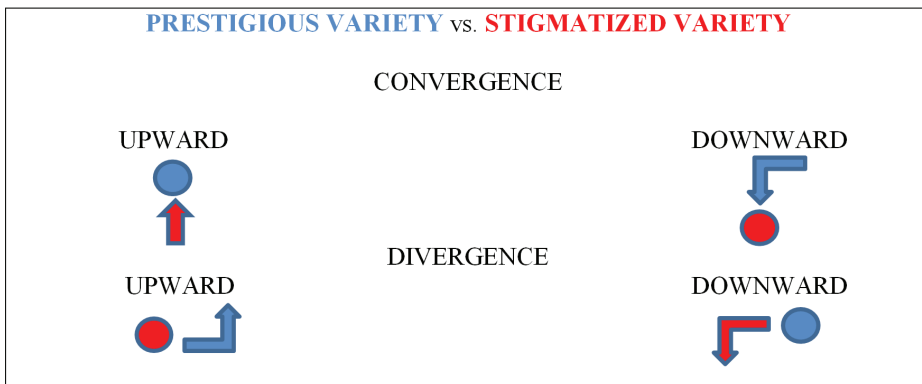 PRESTIGIOUS VARIETY vs. STIGMATIZED VARIETY
CONVERGENCE
UPWARD
DOWNWARD
DIVERGENCE
UPWARD
DOWNWARD